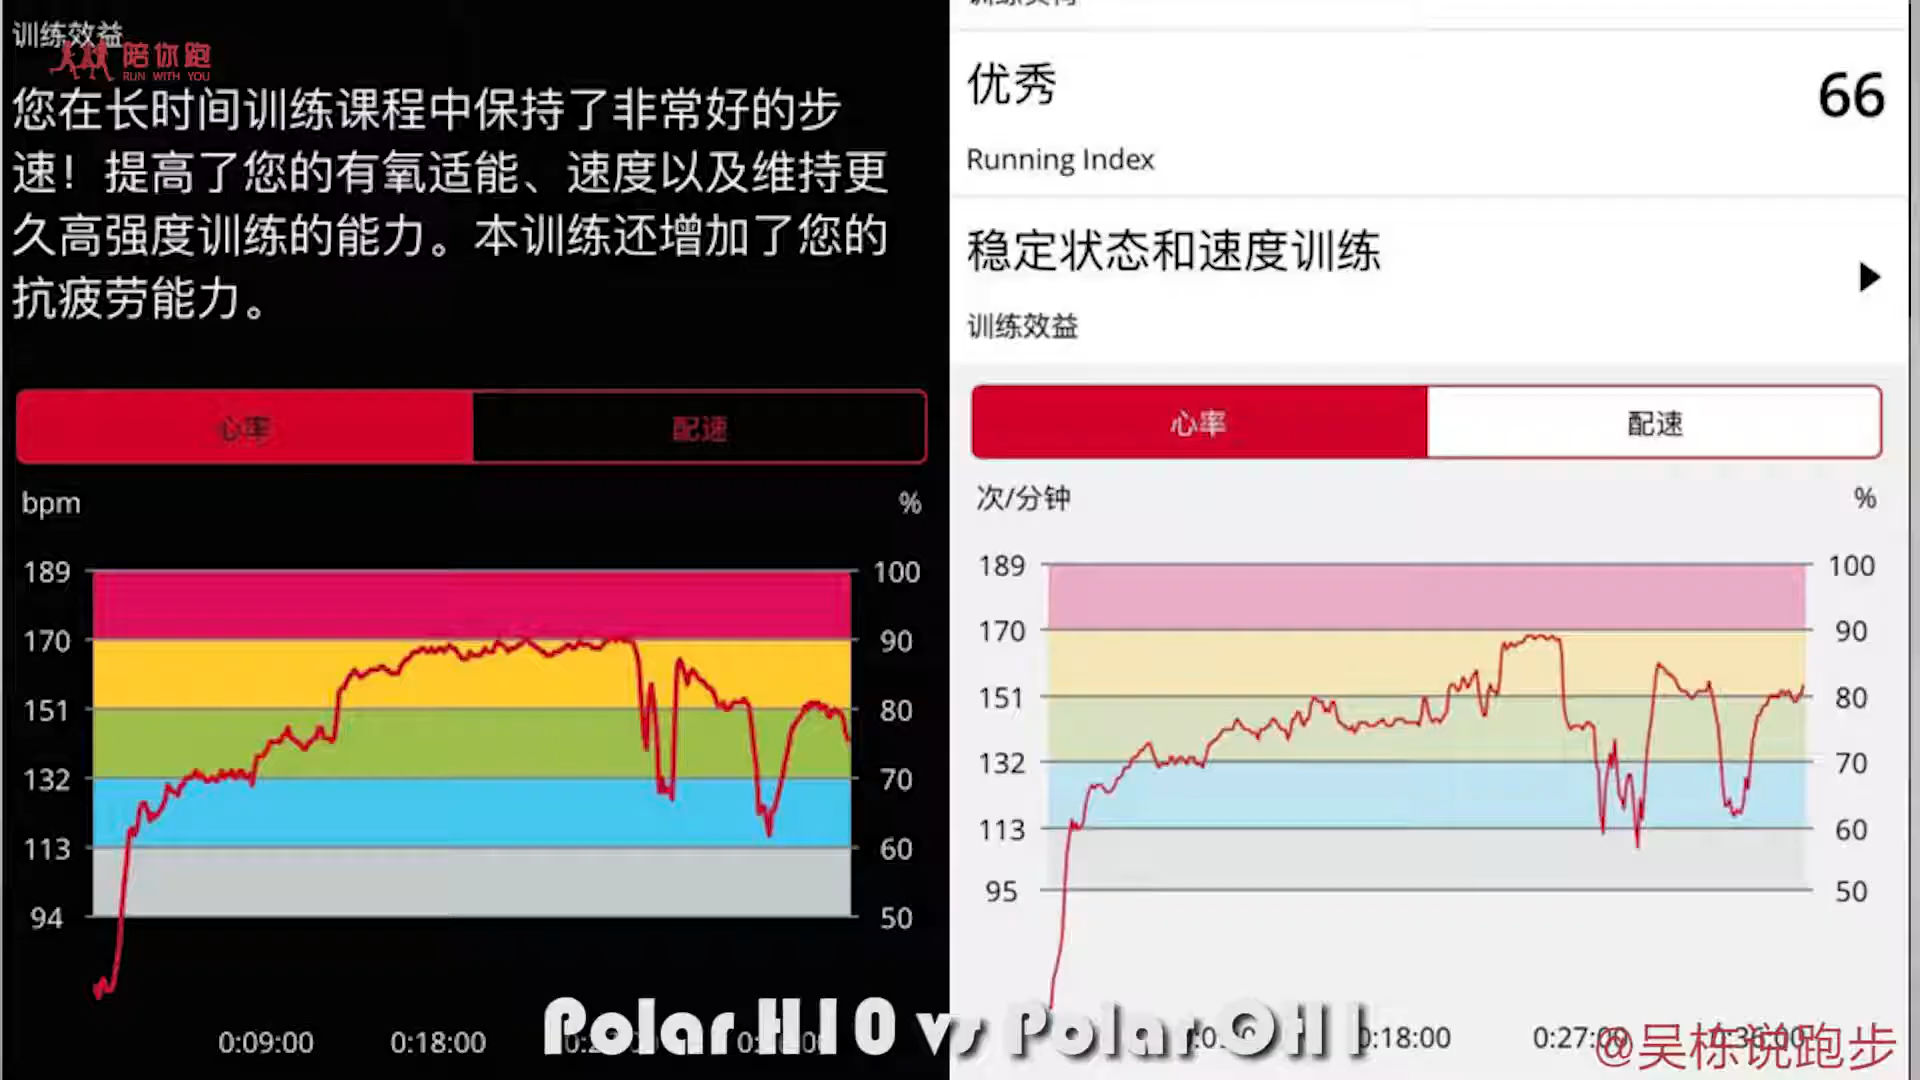 训练效益
陪你跑
RUN WITH YOU
您在长时间训练课程中保持了非常好的步
速！提高了您的有氧适能、速度以及维持更
久高强度训练的能力。本训练还增加了您的
抗疲劳能力。
心率
配速
bpm
%
189
100
170
90
151
80
132
70
113
60
94
50
0:09:00
0:18:00
优秀
66
Running Index
稳定状态和速度训练
训练效益
心率
配速
次/分钟
%
189
100
170
90
151
80
132
70
113
60
95
50
0:18:00
0:27:00
0:36:00
Polar H10 vs Polar OH1
@吴栋说跑步